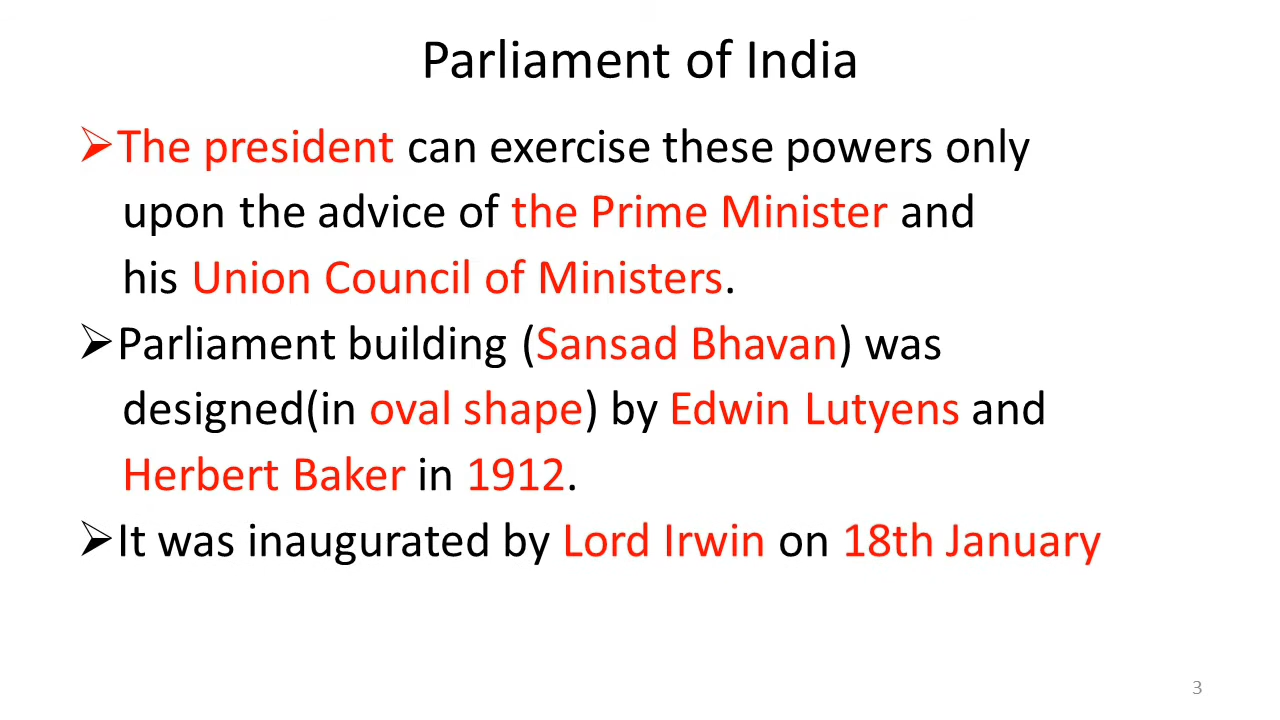 Parliament of India
➢The president can exercise these powers only
upon the advice of the Prime Minister and
his Union Council of Ministers.
➢Parliament building (Sansad Bhavan) was
designed(in oval shape) by Edwin Lutyens and
Herbert Baker in 1912.
➢It was inaugurated by Lord Irwin on 18th January
3